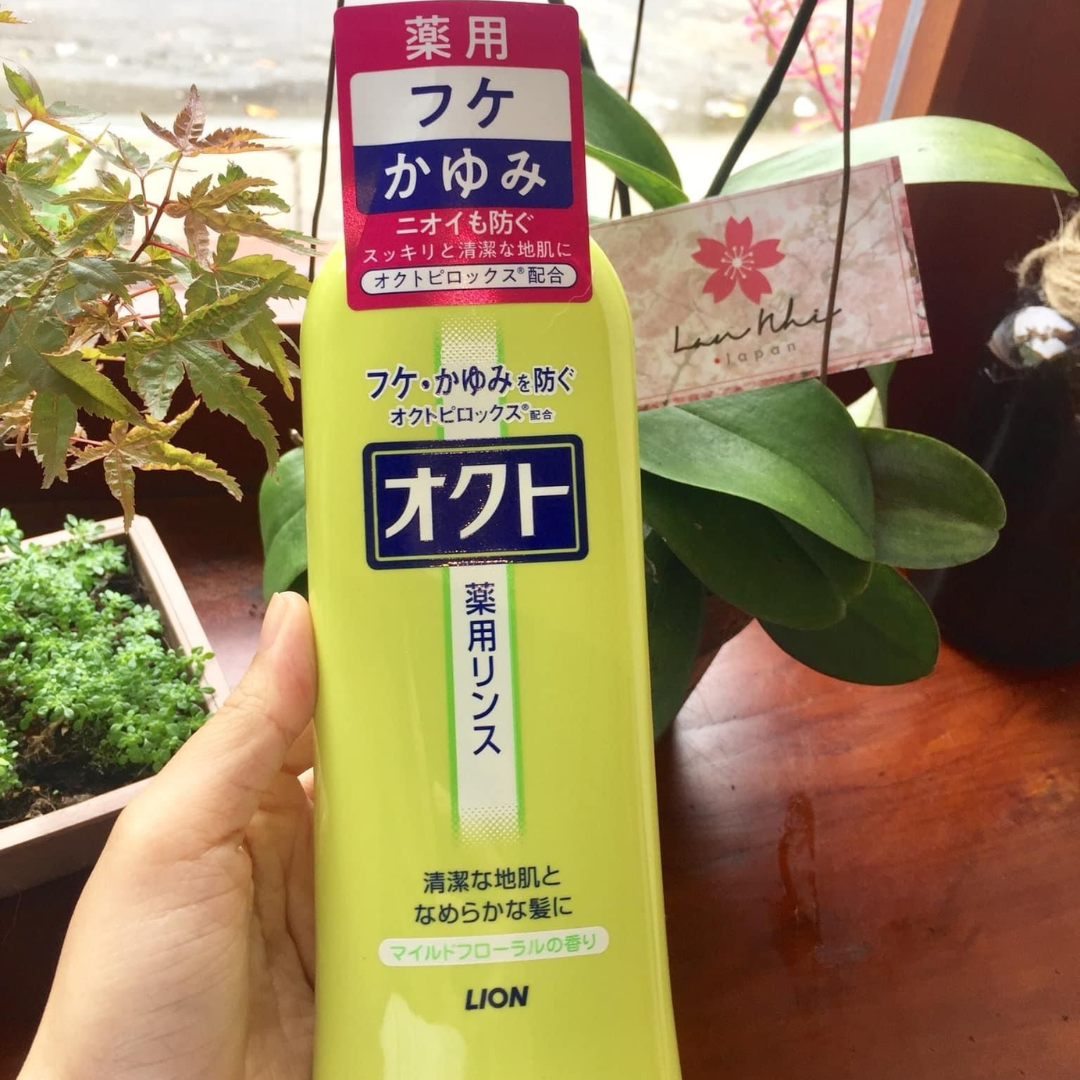 薬用
フケ
かゆみ
ニオイも防ぐ
スッキリと清潔な地肌に
オクトピロックス®配合
フケ・かゆみを防ぐ
オクトピロックス®配合
オクト
薬用リンス
清潔な地肌と
なめらかな髪に
マイルドフローラルの香り
LION
Lan Nhi
Japan